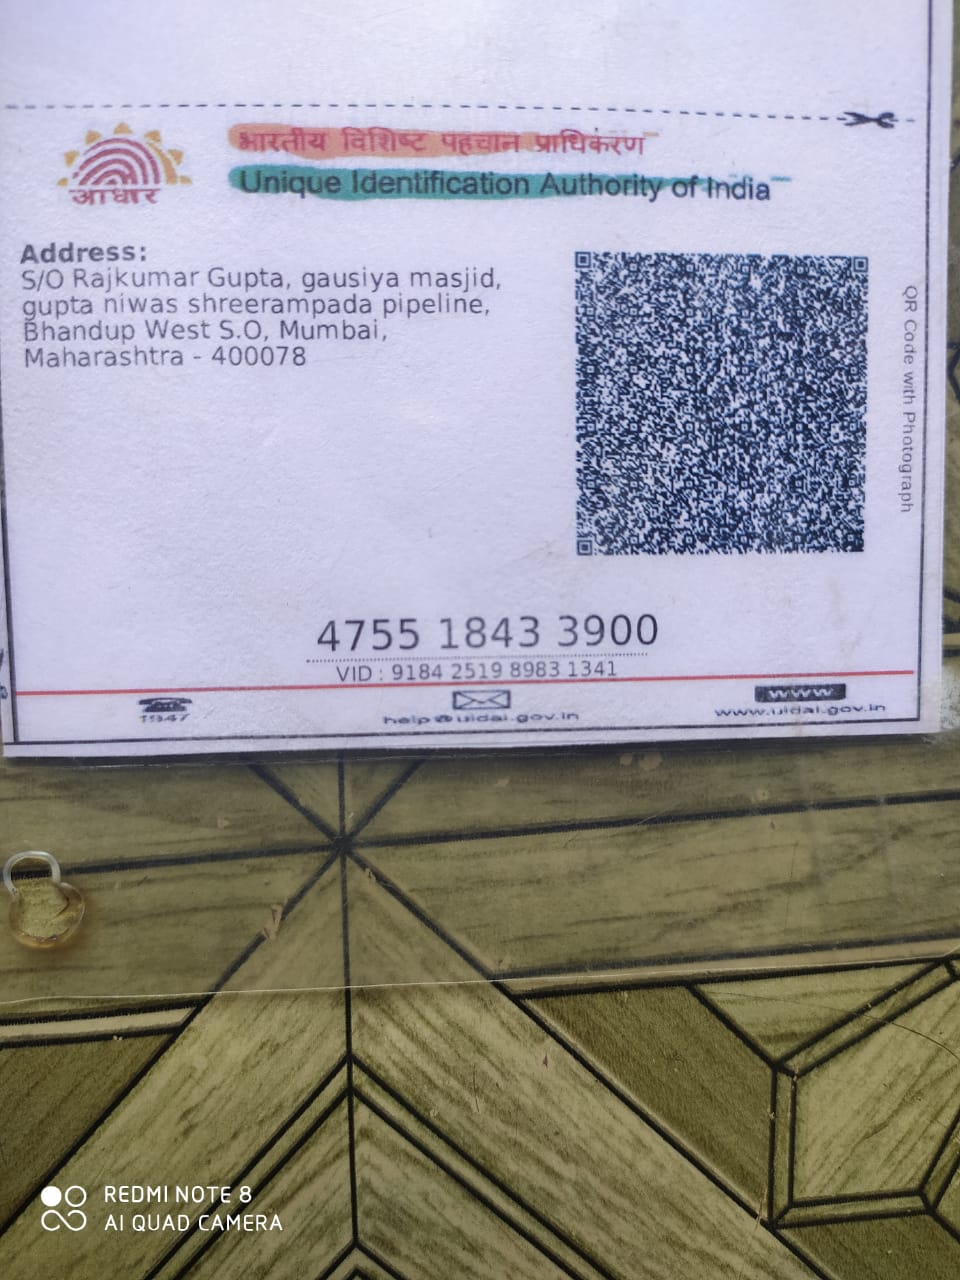 भारतीय विशिष्ट पहचान प्राधिकरण
Unique Identification Authority of India
आधार
Address:
S/O Rajkumar Gupta, gausiya masjid,
gupta niwas shreerampada pipeline,
Bhandup West S.O, Mumbai,
Maharashtra - 400078
QR Code with Photograph
4755 1843 3900
VID : 9184 2519 8983 1341
1947
help@uidai.gov.in
www
www.uidai.gov.in
REDMI NOTE 8
AI QUAD CAMERA